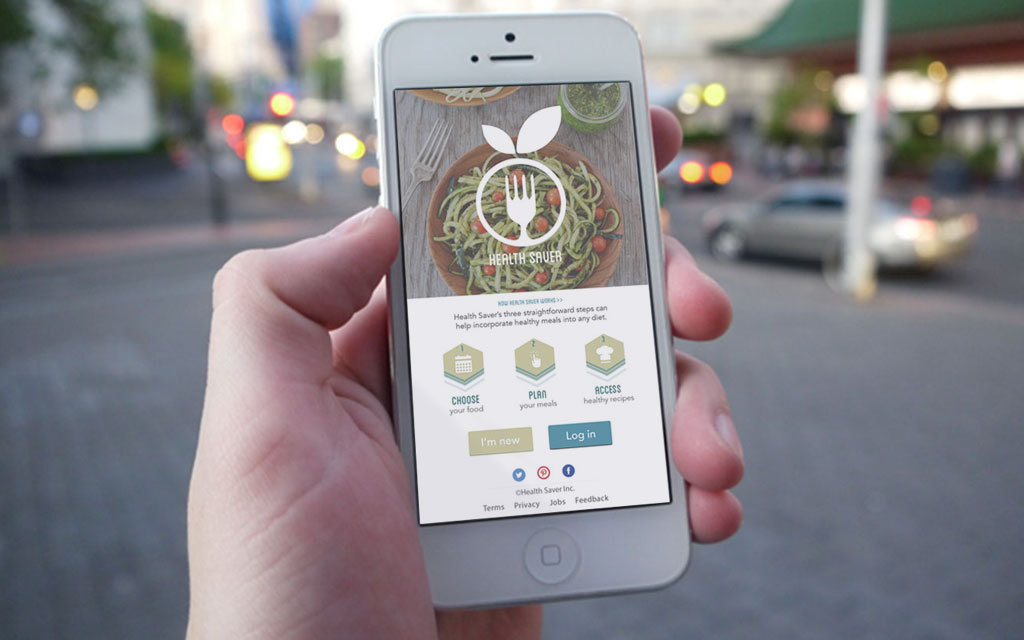 HEALTH SAVER
HOW HEALTH SAVER WORKS >>
Health Saver's three straightforward steps can
help incorporate healthy meals into any diet.
1 2 3
CHOOSE PLAN ACCESS
your food your meals healthy recipes
I'm new Log in
©Health Saver Inc.
Terms Privacy Jobs Feedback